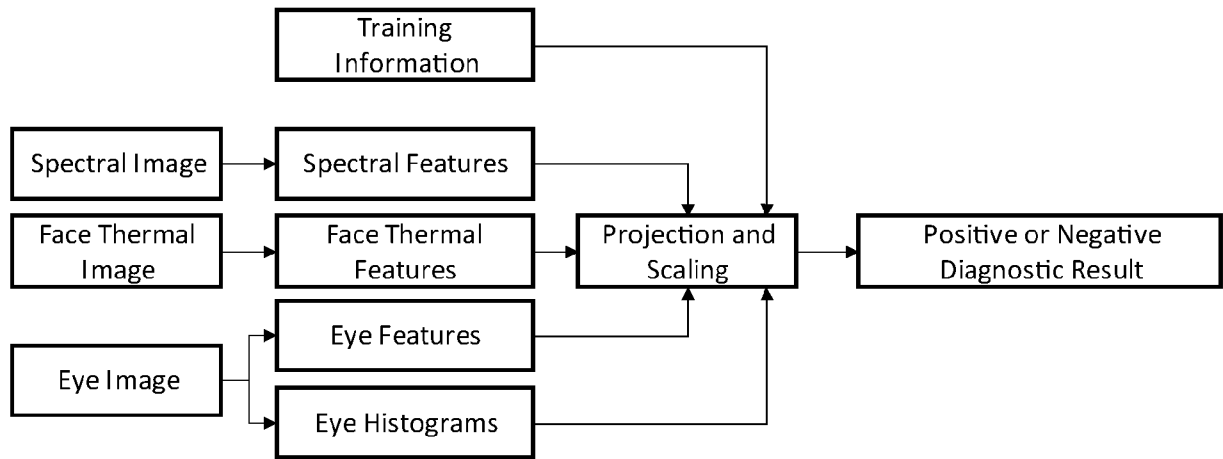 Training
Information
Spectral Image
Spectral Features
Face Thermal
Image
Face Thermal
Features
Projection and
Scaling
Positive or Negative
Diagnostic Result
Eye Image
Eye Features
Eye Histograms